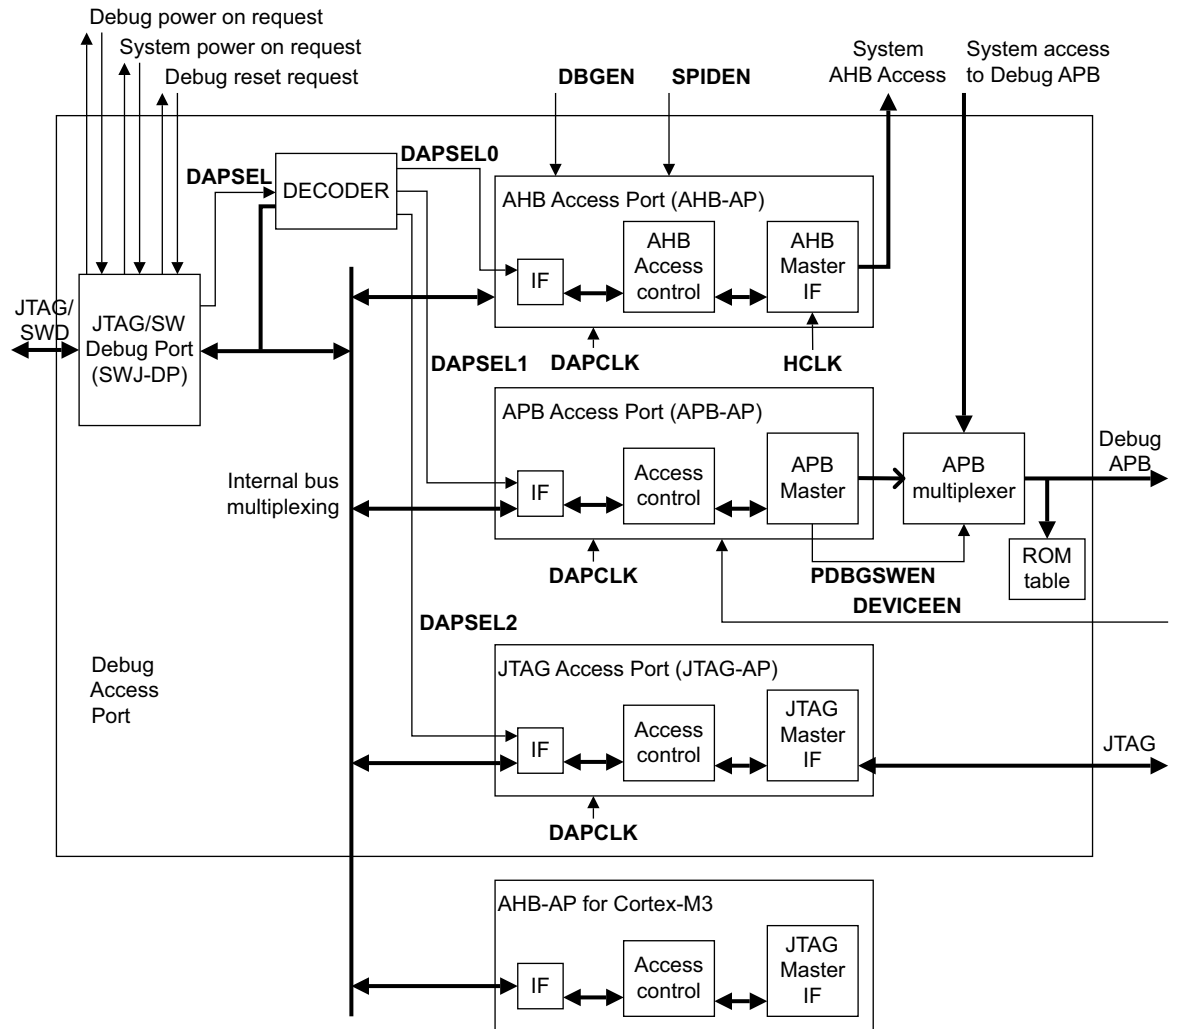 Debug power on request
System power on request
Debug reset request
System
AHB Access
System access
to Debug APB
DBGEN
SPIDEN
DAPSEL
DECODER
DAPSEL0
AHB Access Port (AHB-AP)
IF
AHB
Access
control
AHB
Master
IF
JTAG/
SWD
JTAG/SW
Debug Port
(SWJ-DP)
DAPSEL1
DAPCLK
HCLK
APB Access Port (APB-AP)
Internal bus
multiplexing
IF
Access
control
APB
Master
APB
multiplexer
Debug
APB
DAPCLK
PDBGSWEN
ROM
table
DEVICEEN
DAPSEL2
Debug
Access
Port
JTAG Access Port (JTAG-AP)
IF
Access
control
JTAG
Master
IF
JTAG
DAPCLK
AHB-AP for Cortex-M3
IF
Access
control
JTAG
Master
IF